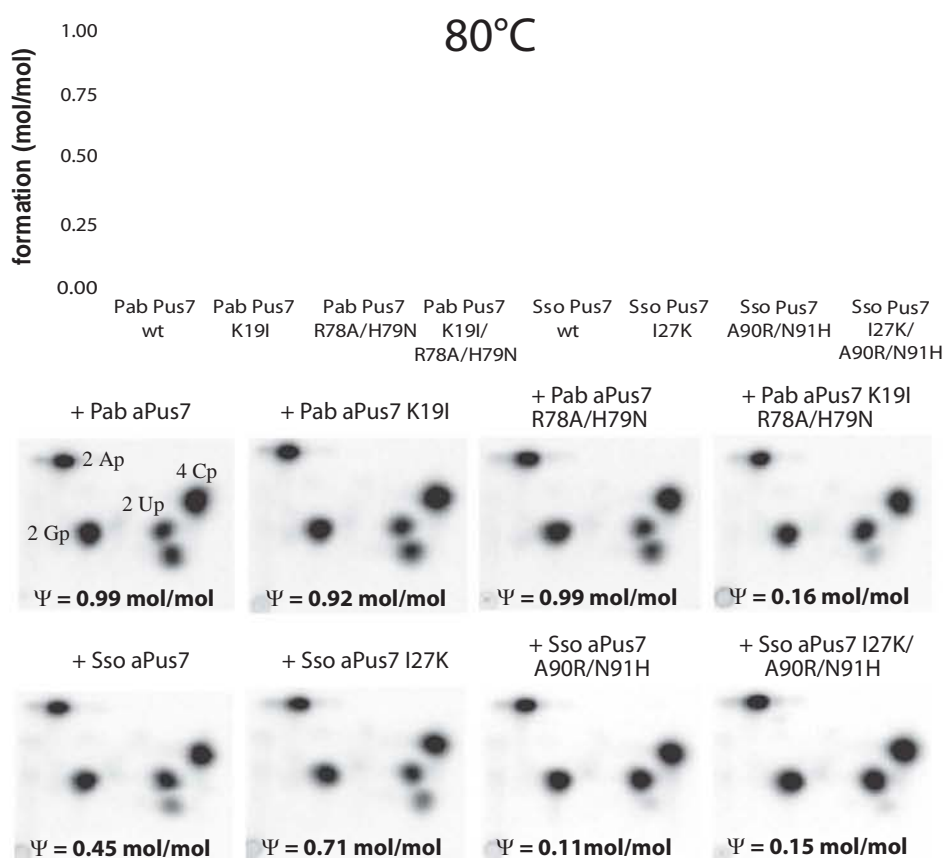 80°C
formation (mol/mol)
1.00
0.75
0.50
0.25
0.00
Pab Pus7
wt
Pab Pus7
K19I
Pab Pus7
R78A/H79N
Pab Pus7
K19I/
R78A/H79N
Sso Pus7
wt
Sso Pus7
I27K
Sso Pus7
A90R/N91H
Sso Pus7
I27K/
A90R/N91H
+ Pab aPus7
2 Ap
4 Cp
2 Up
2 Gp
Ψ = 0.99 mol/mol
+ Pab aPus7 K19I
Ψ = 0.92 mol/mol
+ Pab aPus7
R78A/H79N
Ψ = 0.99 mol/mol
+ Pab aPus7 K19I
R78A/H79N
Ψ = 0.16 mol/mol
+ Sso aPus7
Ψ = 0.45 mol/mol
+ Sso aPus7 I27K
Ψ = 0.71 mol/mol
+ Sso aPus7
A90R/N91H
Ψ = 0.11mol/mol
+ Sso aPus7 I27K/
A90R/N91H
Ψ = 0.15 mol/mol